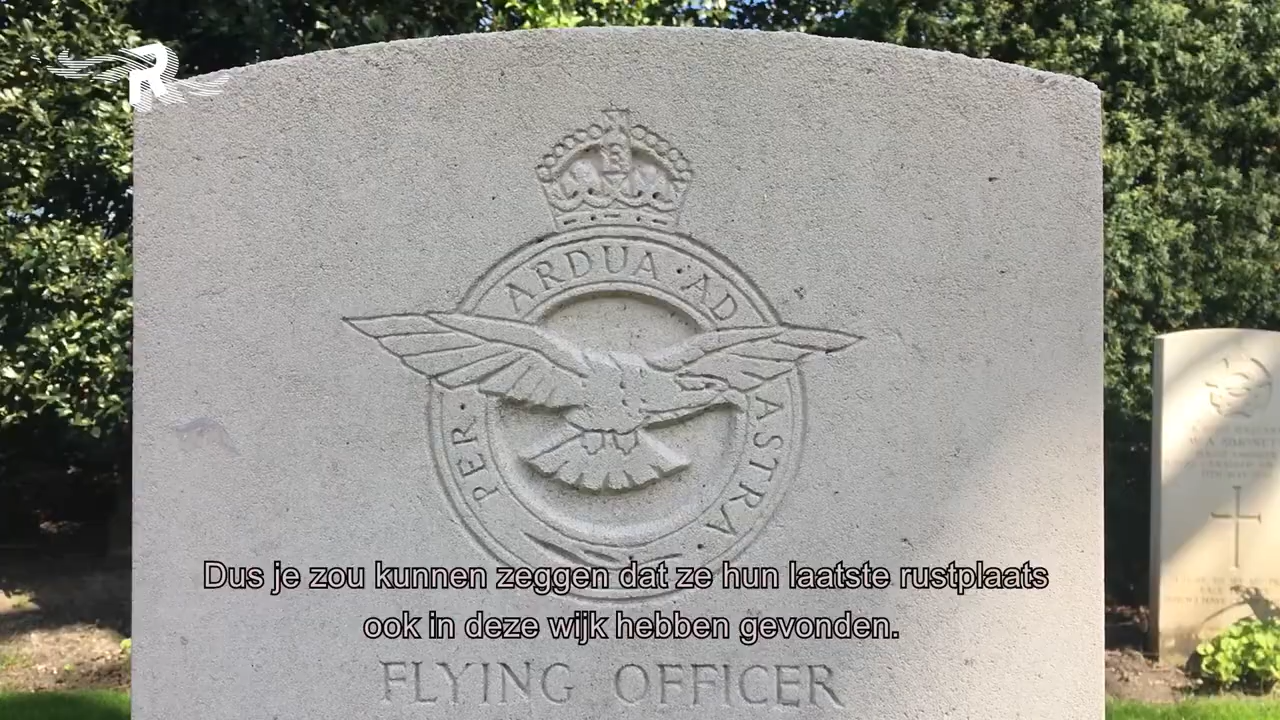 R
PER · ARDUA · AD ASTRA ·
Dus je zou kunnen zeggen dat ze hun laatste rustplaats
ook in deze wijk hebben gevonden.
FLYING OFFICER